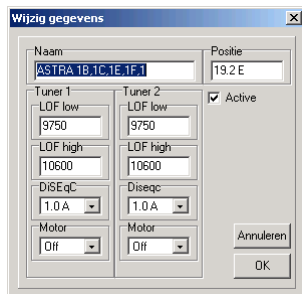 Wijzig gegevens
Naam
ASTRA 1B,1C,1E,1F,1
Positie
19.2 E
Tuner 1
LOF low
9750
LOF high
10600
DiSEqC
1.0 A
Motor
Off
Tuner 2
LOF low
9750
LOF high
10600
Diseqc
1.0 A
Motor
Off
Active
Annuleren
OK